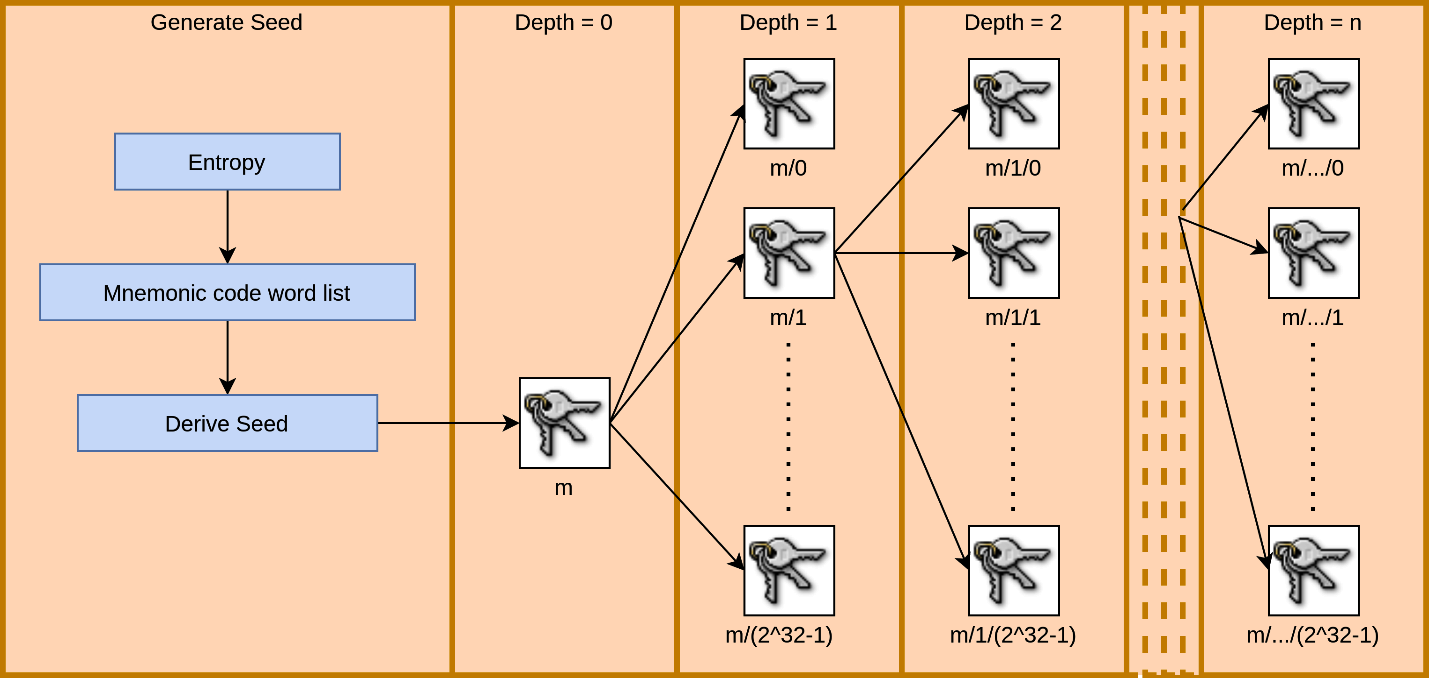 Generate Seed
Depth = 0
Depth = 1
Depth = 2
Depth = n
Entropy
Mnemonic code word list
Derive Seed
m
m/0
m/1
m/(2^32-1)
m/1/0
m/1/1
m/1/(2^32-1)
m/.../0
m/.../1
m/.../(2^32-1)